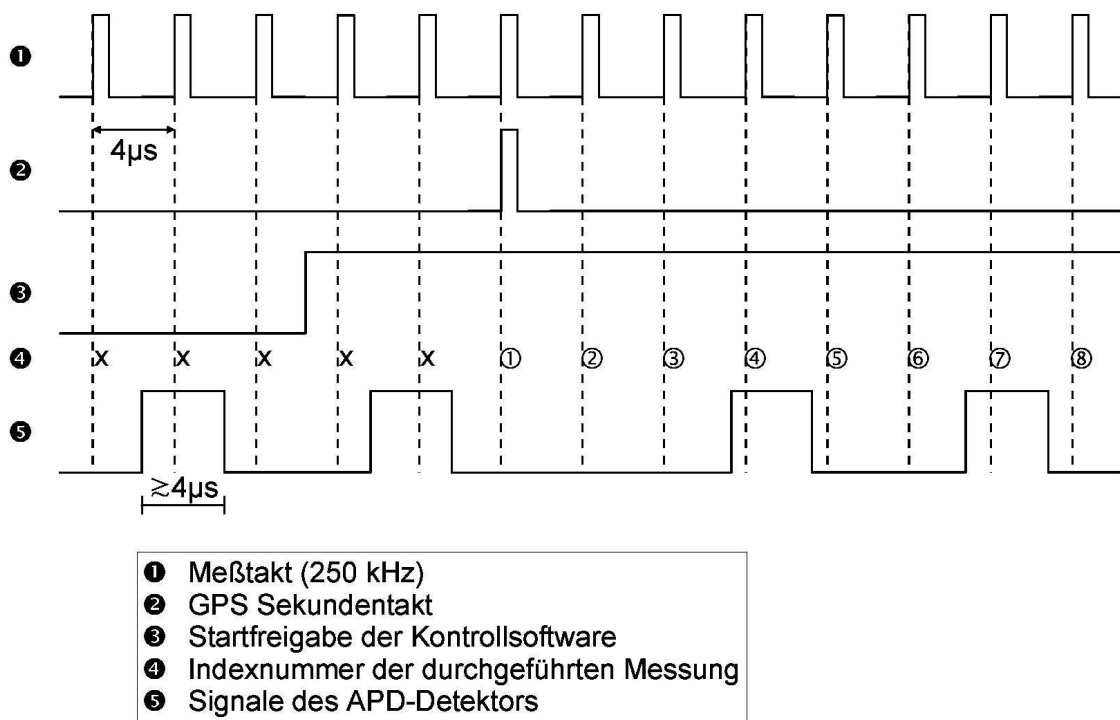 ❶
4µs
❷
❸
❹ x x x x x ① ② ③ ④ ⑤ ⑥ ⑦ ⑧
❺
≳4µs
❶ Meßtakt (250 kHz)
❷ GPS Sekundentakt
❸ Startfreigabe der Kontrollsoftware
❹ Indexnummer der durchgeführten Messung
❺ Signale des APD-Detektors